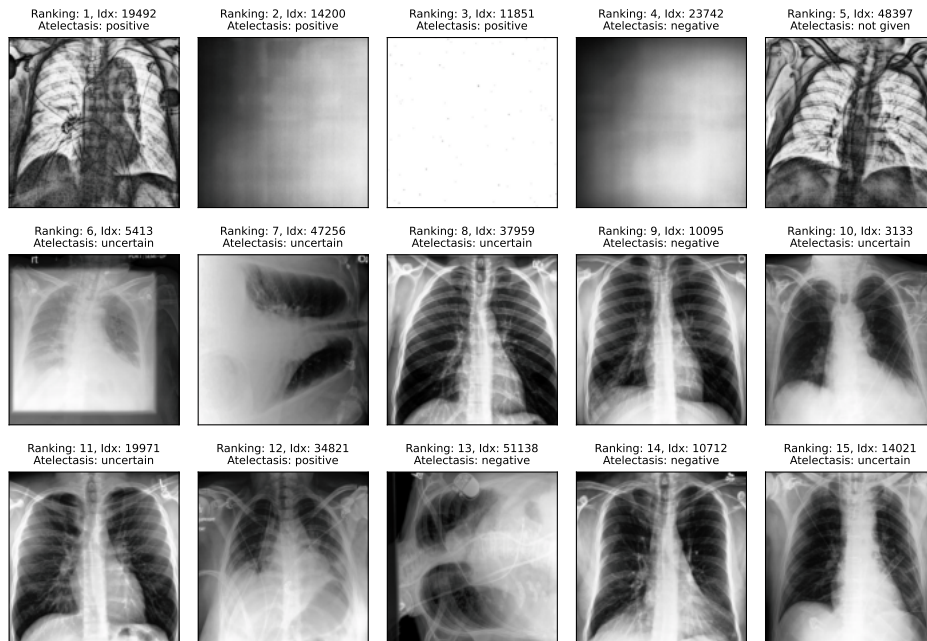 Ranking: 1, Idx: 19492
Atelectasis: positive
Ranking: 2, Idx: 14200
Atelectasis: positive
Ranking: 3, Idx: 11851
Atelectasis: positive
Ranking: 4, Idx: 23742
Atelectasis: negative
Ranking: 5, Idx: 48397
Atelectasis: not given
Ranking: 6, Idx: 5413
Atelectasis: uncertain
rt
Ranking: 7, Idx: 47256
Atelectasis: uncertain
Ranking: 8, Idx: 37959
Atelectasis: uncertain
Ranking: 9, Idx: 10095
Atelectasis: negative
Ranking: 10, Idx: 3133
Atelectasis: uncertain
Ranking: 11, Idx: 19971
Atelectasis: uncertain
Ranking: 12, Idx: 34821
Atelectasis: positive
Ranking: 13, Idx: 51138
Atelectasis: negative
Ranking: 14, Idx: 10712
Atelectasis: negative
Ranking: 15, Idx: 14021
Atelectasis: uncertain